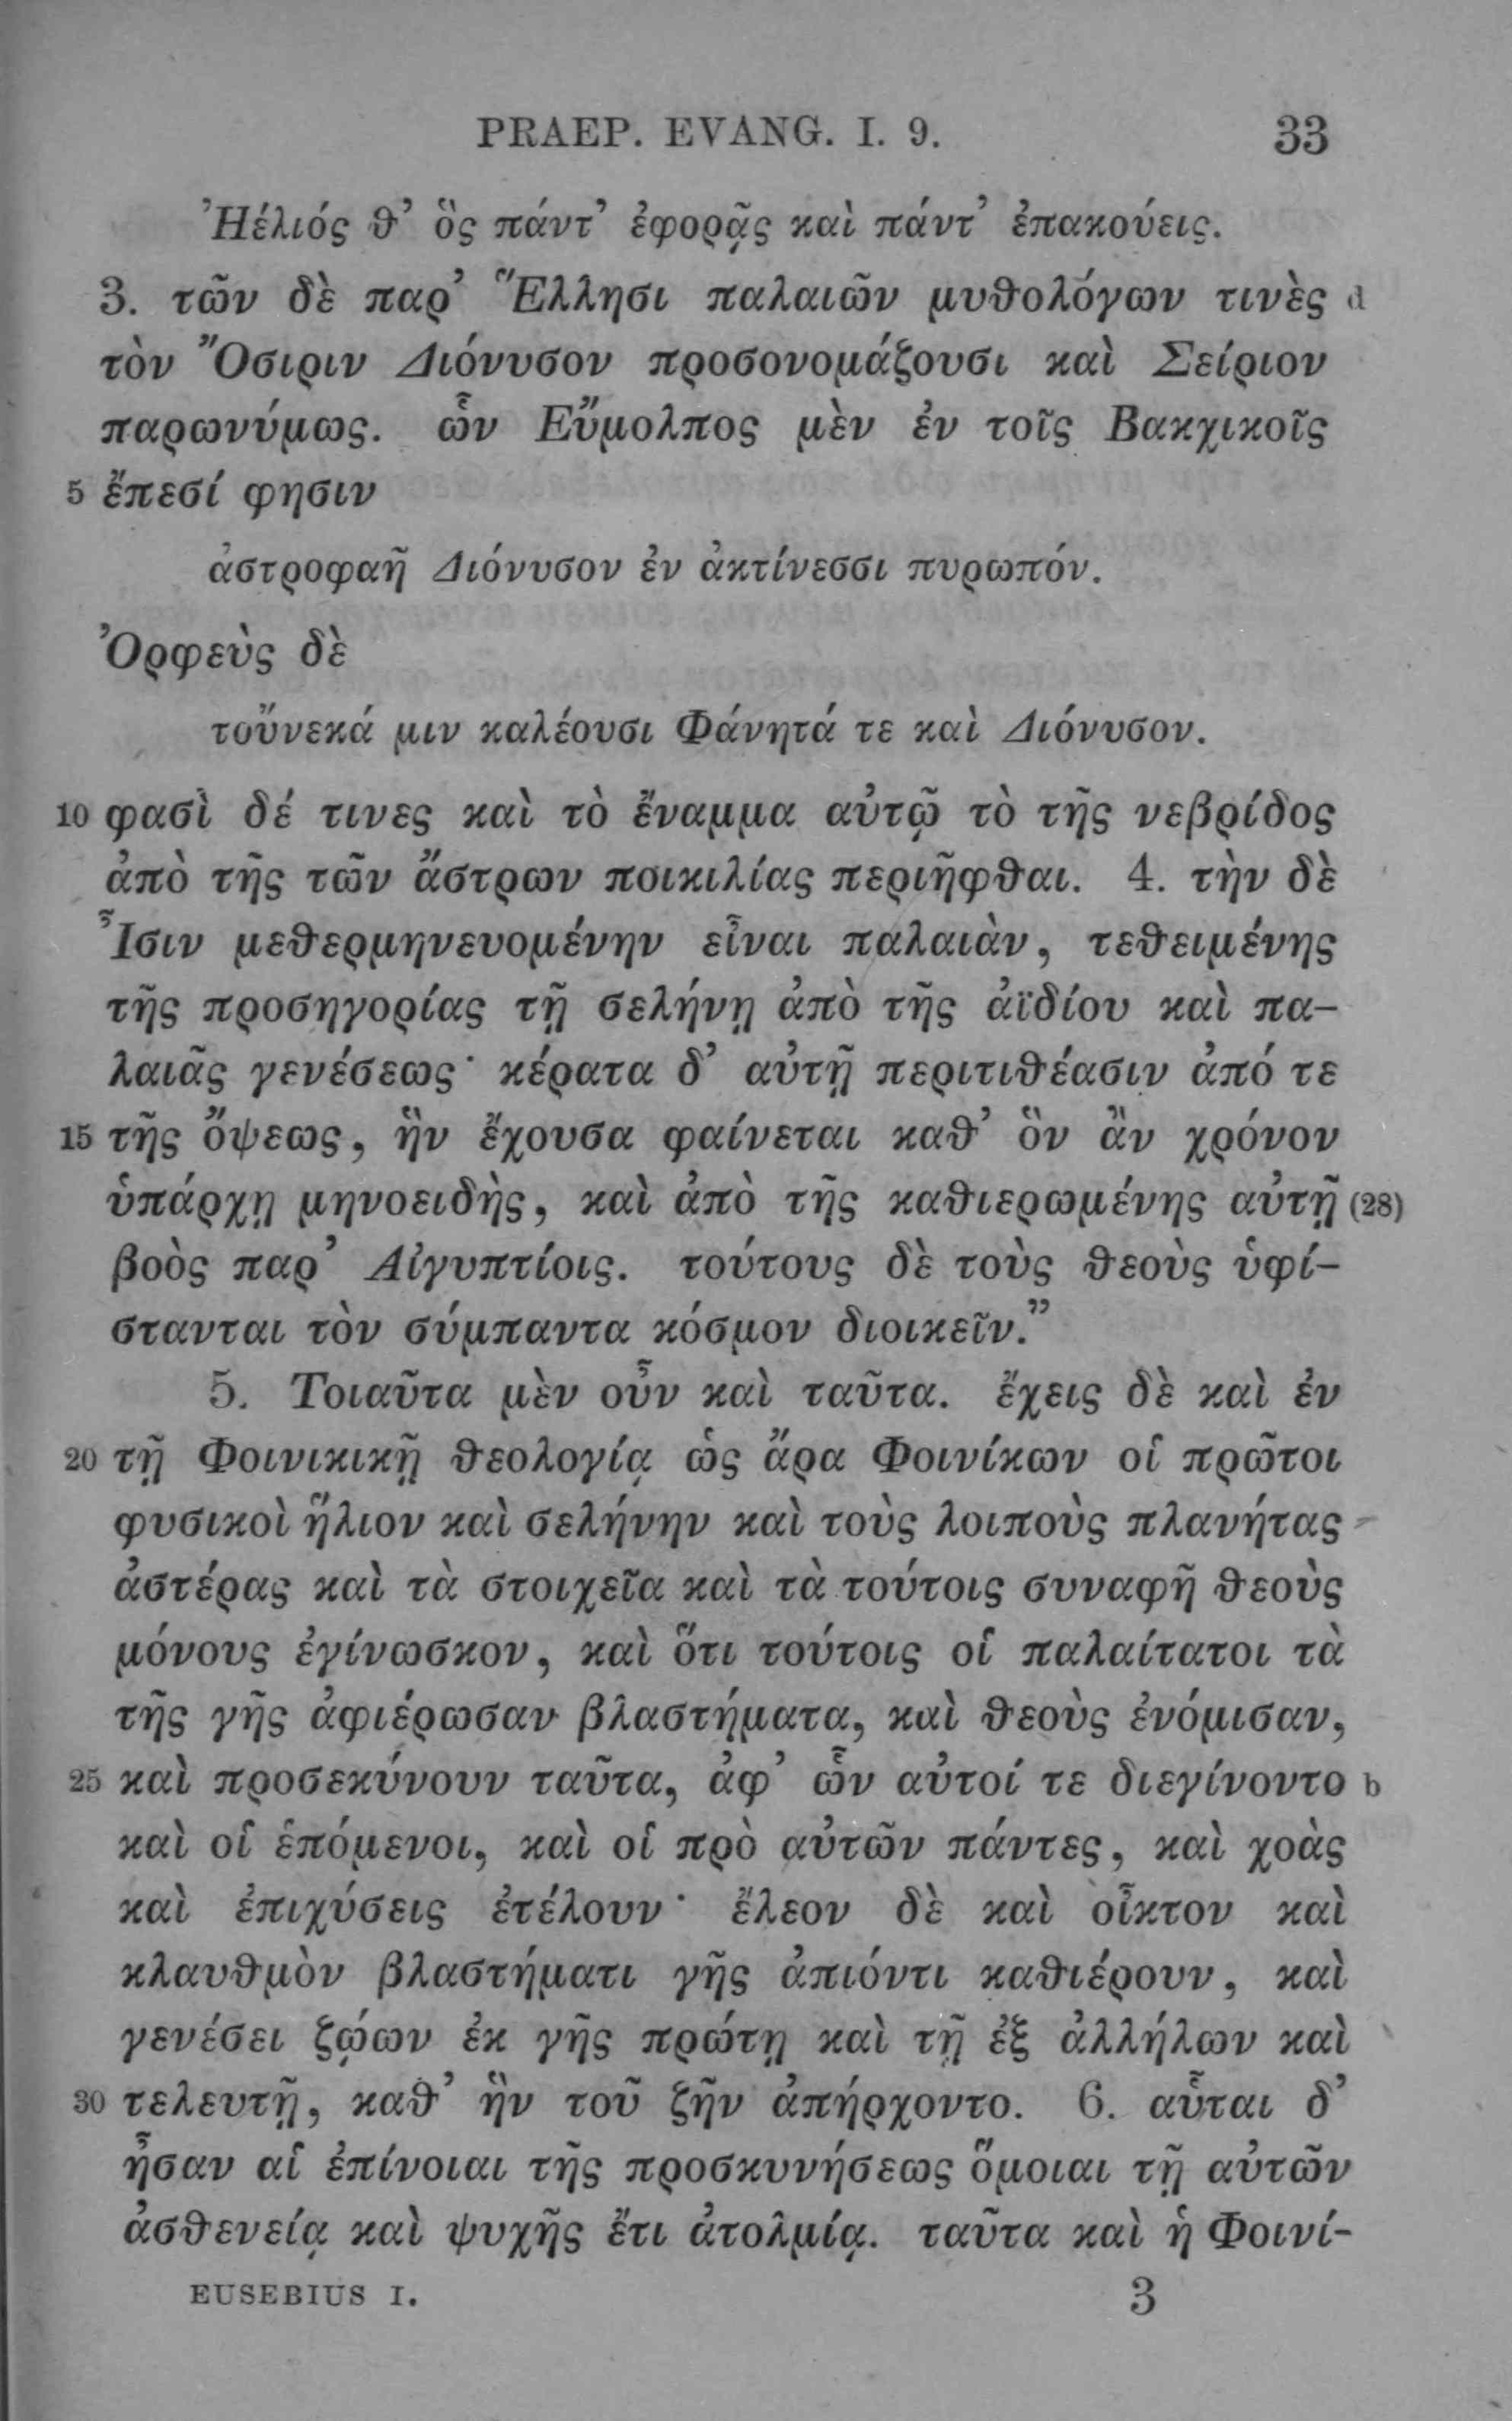 PRAEP. EVANG. I. 9. 33
Ἠέλιός θ’ ὃς πάντ’ ἐφορᾷς καὶ πάντ’ ἐπακούεις.
3. τῶν δὲ παρ’ Ἕλλησι παλαιῶν μυθολόγων τινὲς d
τὸν Ὄσιριν Διόνυσον προσονομάζουσι καὶ Σείριον
παρωνύμως. ὧν Εὔμολπος μὲν ἐν τοῖς Βακχικοῖς
5 ἔπεσί φησιν
ἀστροφαῆ Διόνυσον ἐν ἀκτίνεσσι πυρωπόν.
Ὀρφεὺς δὲ
τοὔνεκά μιν καλέουσι Φάνητά τε καὶ Διόνυσον.
10 φασὶ δέ τινες καὶ τὸ ἔναμμα αὐτῷ τὸ τῆς νεβρίδος
ἀπὸ τῆς τῶν ἄστρων ποικιλίας περιῆφθαι. 4. τὴν δὲ
Ἶσιν μεθερμηνευομένην εἶναι παλαιὰν, τεθειμένης
τῆς προσηγορίας τῇ σελήνῃ ἀπὸ τῆς ἀϊδίου καὶ πα-
λαιᾶς γενέσεως· κέρατα δ’ αὐτῇ περιτιθέασιν ἀπό τε
15 τῆς ὄψεως, ἣν ἔχουσα φαίνεται καθ’ ὃν ἂν χρόνον
ὑπάρχῃ μηνοειδὴς, καὶ ἀπὸ τῆς καθιερωμένης αὐτῇ (28)
βοὸς παρ’ Αἰγυπτίοις. τούτους δὲ τοὺς θεοὺς ὑφί-
στανται τὸν σύμπαντα κόσμον διοικεῖν.”
5. Τοιαῦτα μὲν οὖν καὶ ταῦτα. ἔχεις δὲ καὶ ἐν
20 τῇ Φοινικικῇ θεολογίᾳ ὡς ἄρα Φοινίκων οἱ πρῶτοι
φυσικοὶ ἥλιον καὶ σελήνην καὶ τοὺς λοιποὺς πλανήτας
ἀστέρας καὶ τὰ στοιχεῖα καὶ τὰ τούτοις συναφῆ θεοὺς
μόνους ἐγίνωσκον, καὶ ὅτι τούτοις οἱ παλαίτατοι τὰ
τῆς γῆς ἀφιέρωσαν βλαστήματα, καὶ θεοὺς ἐνόμισαν,
25 καὶ προσεκύνουν ταῦτα, ἀφ’ ὧν αὐτοί τε διεγίνοντο b
καὶ οἱ ἑπόμενοι, καὶ οἱ πρὸ αὐτῶν πάντες, καὶ χοὰς
καὶ ἐπιχύσεις ἐτέλουν· ἔλεον δὲ καὶ οἶκτον καὶ
κλαυθμὸν βλαστήματι γῆς ἀπιόντι καθιέρουν, καὶ
γενέσει ζῴων ἐκ γῆς πρώτῃ καὶ τῇ ἐξ ἀλλήλων καὶ
30 τελευτῇ, καθ’ ἣν τοῦ ζῆν ἀπήρχοντο. 6. αὗται δ’
ἦσαν αἱ ἐπίνοιαι τῆς προσκυνήσεως ὅμοιαι τῇ αὐτῶν
ἀσθενείᾳ καὶ ψυχῆς ἔτι ἀτολμίᾳ. ταῦτα καὶ ἡ Φοινί-
EUSEBIUS I. 3